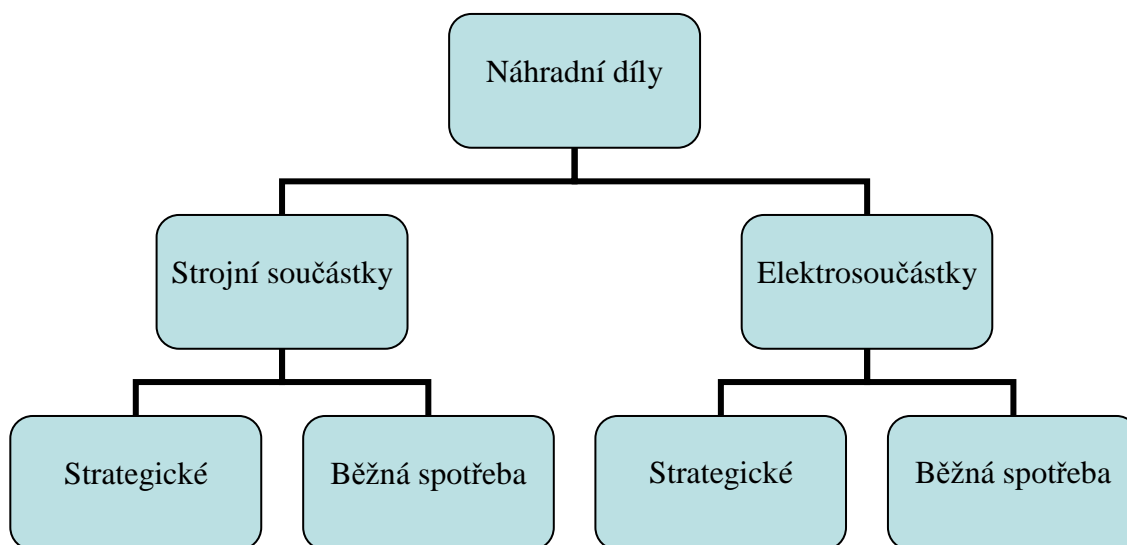 Náhradní díly
Strojní součástky
Elektrosoučástky
Strategické
Běžná spotřeba
Strategické
Běžná spotřeba